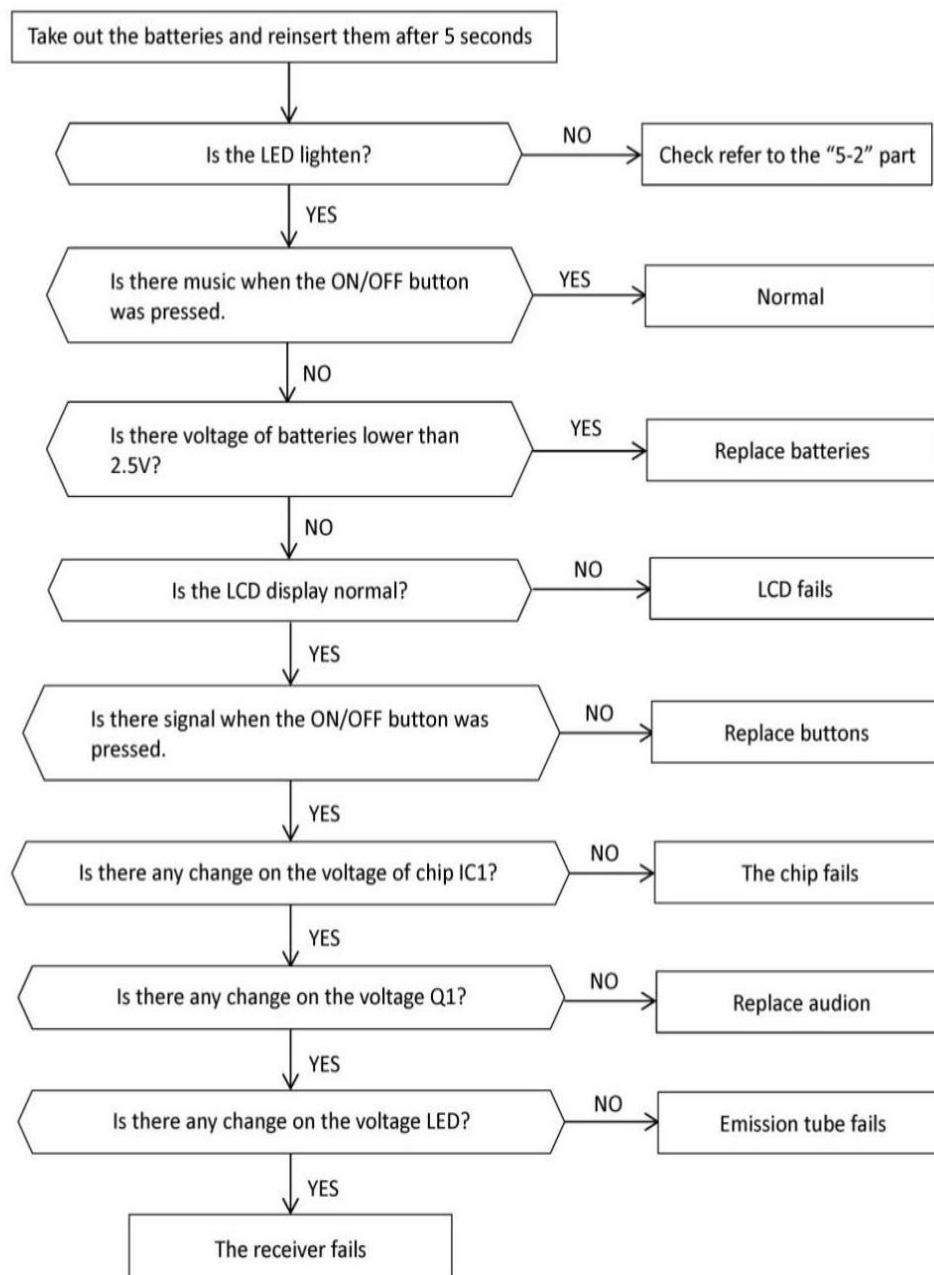 Take out the batteries and reinsert them after 5 seconds
Is the LED lighten?
NO
Check refer to the “5-2” part
YES
Is there music when the ON/OFF button
was pressed.
YES
Normal
NO
Is there voltage of batteries lower than
2.5V?
YES
Replace batteries
NO
Is the LCD display normal?
NO
LCD fails
YES
Is there signal when the ON/OFF button was
pressed.
NO
Replace buttons
YES
Is there any change on the voltage of chip IC1?
NO
The chip fails
YES
Is there any change on the voltage Q1?
NO
Replace audion
YES
Is there any change on the voltage LED?
NO
Emission tube fails
YES
The receiver fails